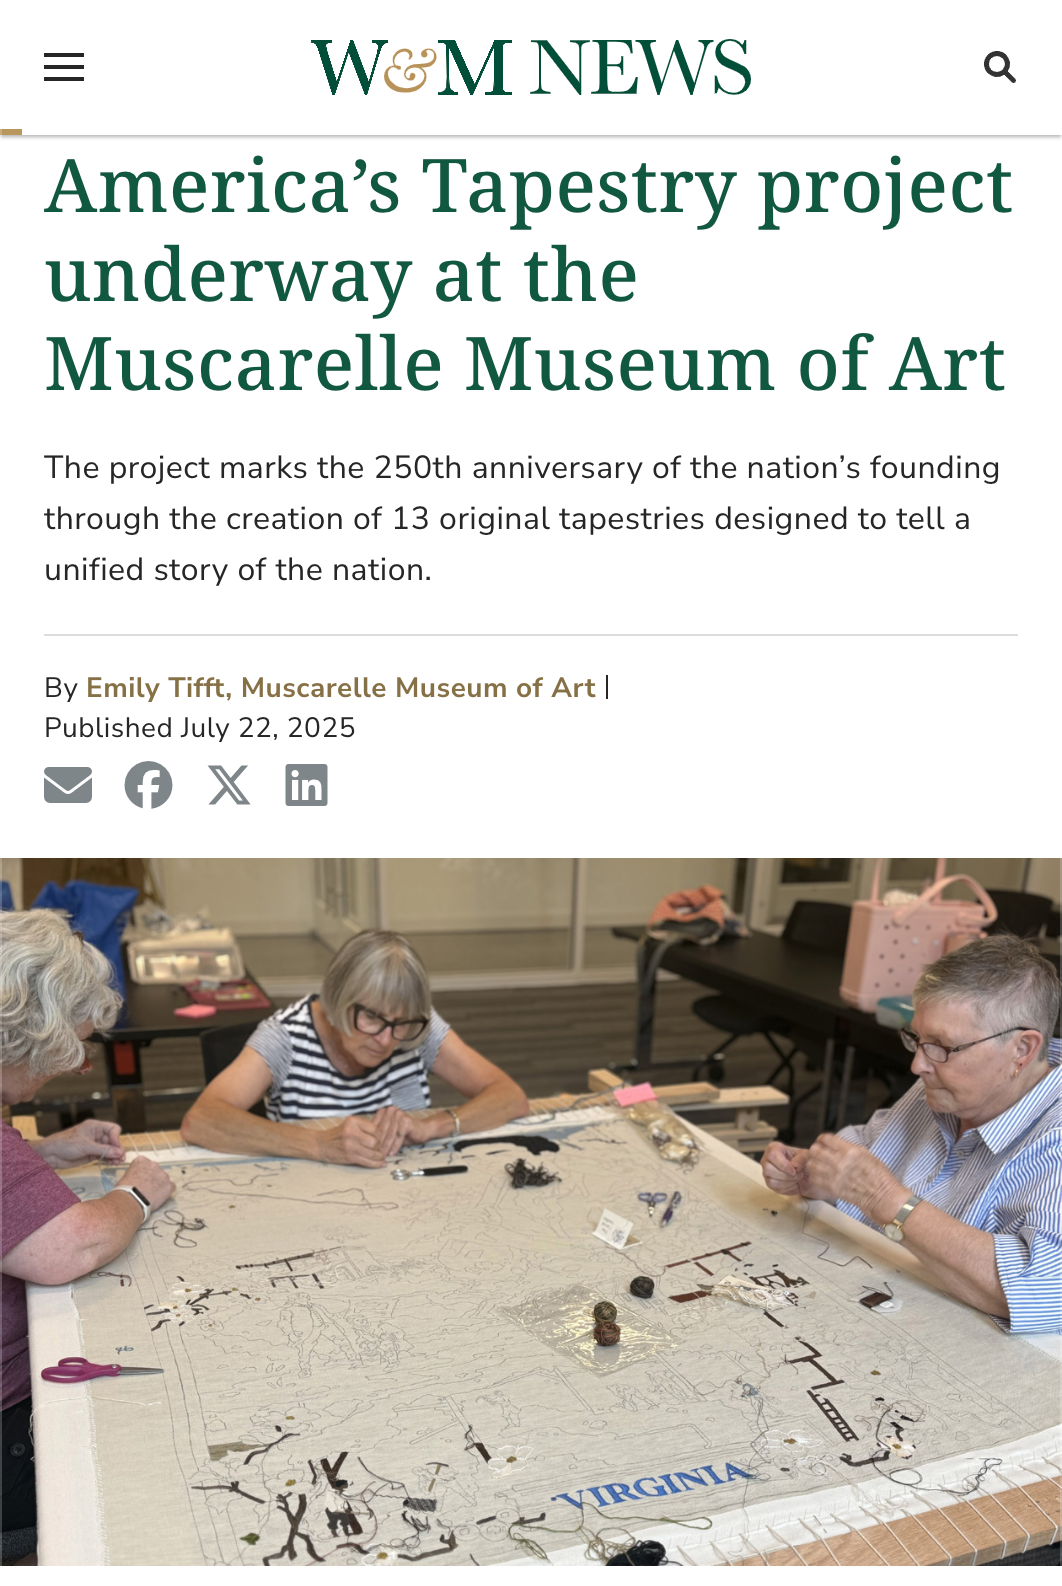 W&M NEWS
America’s Tapestry project
underway at the
Muscarelle Museum of Art
The project marks the 250th anniversary of the nation’s founding
through the creation of 13 original tapestries designed to tell a
unified story of the nation.
By Emily Tifft, Muscarelle Museum of Art |
Published July 22, 2025
VIRGINIA